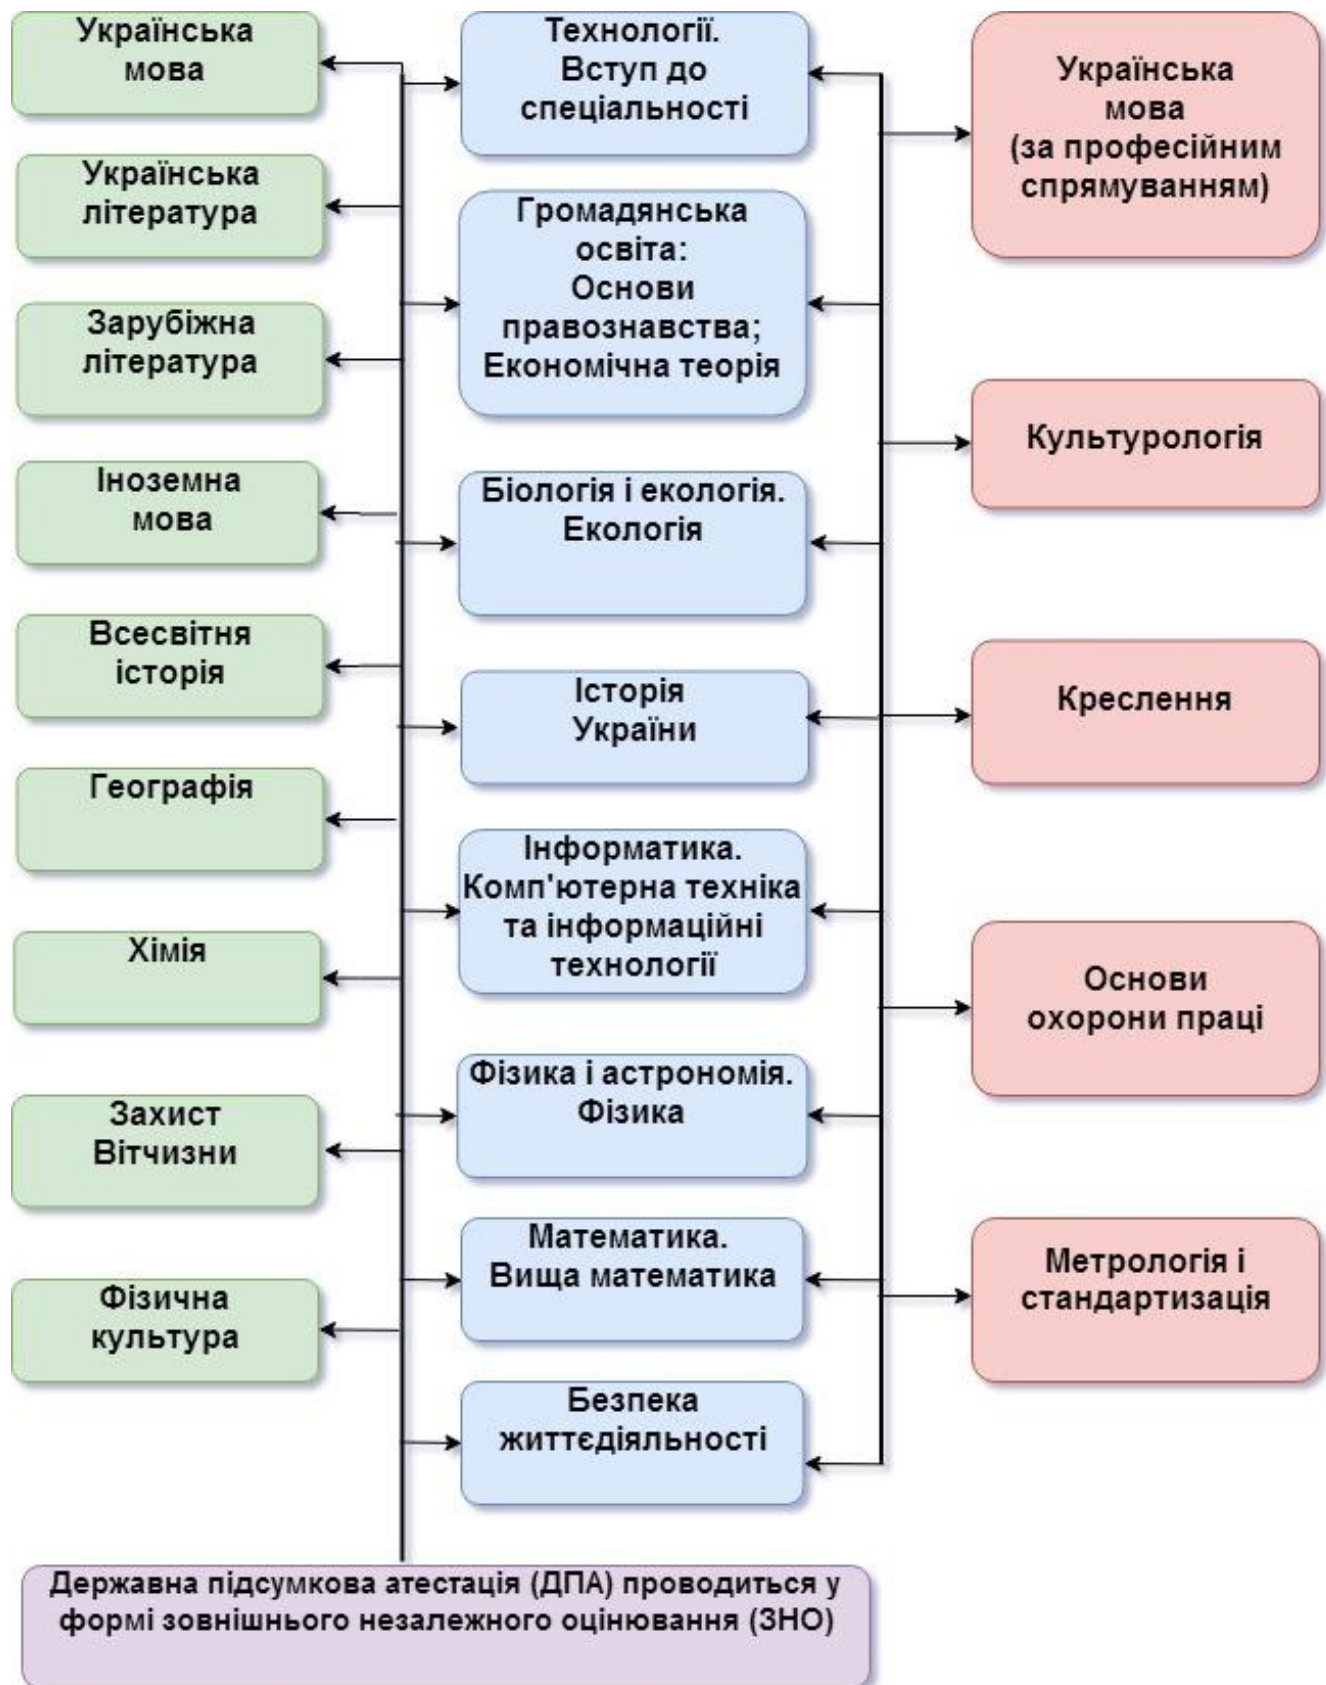 Українська
мова
Українська
література
Зарубіжна
література
Іноземна
мова
Всесвітня
історія
Географія
Хімія
Захист
Вітчизни
Фізична
культура
Технології.
Вступ до
спеціальності
Громадянська
освіта:
Основи
правознавства;
Економічна теорія
Біологія і екологія.
Екологія
Історія
України
Інформатика.
Комп'ютерна техніка
та інформаційні
технології
Фізика і астрономія.
Фізика
Математика.
Вища математика
Безпека
життєдіяльності
Українська
мова
(за професійним
спрямуванням)
Культурологія
Креслення
Основи
охорони праці
Метрологія і
стандартизація
Державна підсумкова атестація (ДПА) проводиться у
формі зовнішнього незалежного оцінювання (ЗНО)